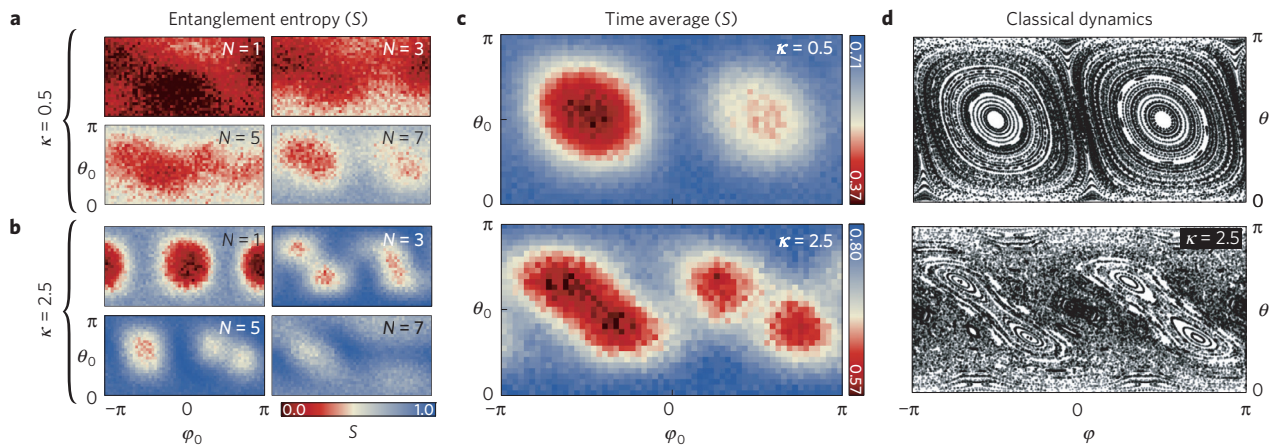 a Entanglement entropy (S)
κ = 0.5
N = 1
N = 3
N = 5
N = 7
π
θ0
0
b
κ = 2.5
N = 1
N = 3
N = 5
N = 7
π
θ0
0
−π 0 π
φ0
0.0 1.0
S
c Time average (S)
π
θ0
0
κ = 0.5
0.71
0.37
π
θ0
0
κ = 2.5
0.80
0.57
−π 0 π
φ0
d Classical dynamics
π
θ
0
κ = 2.5
π
θ
0
−π 0 π
φ